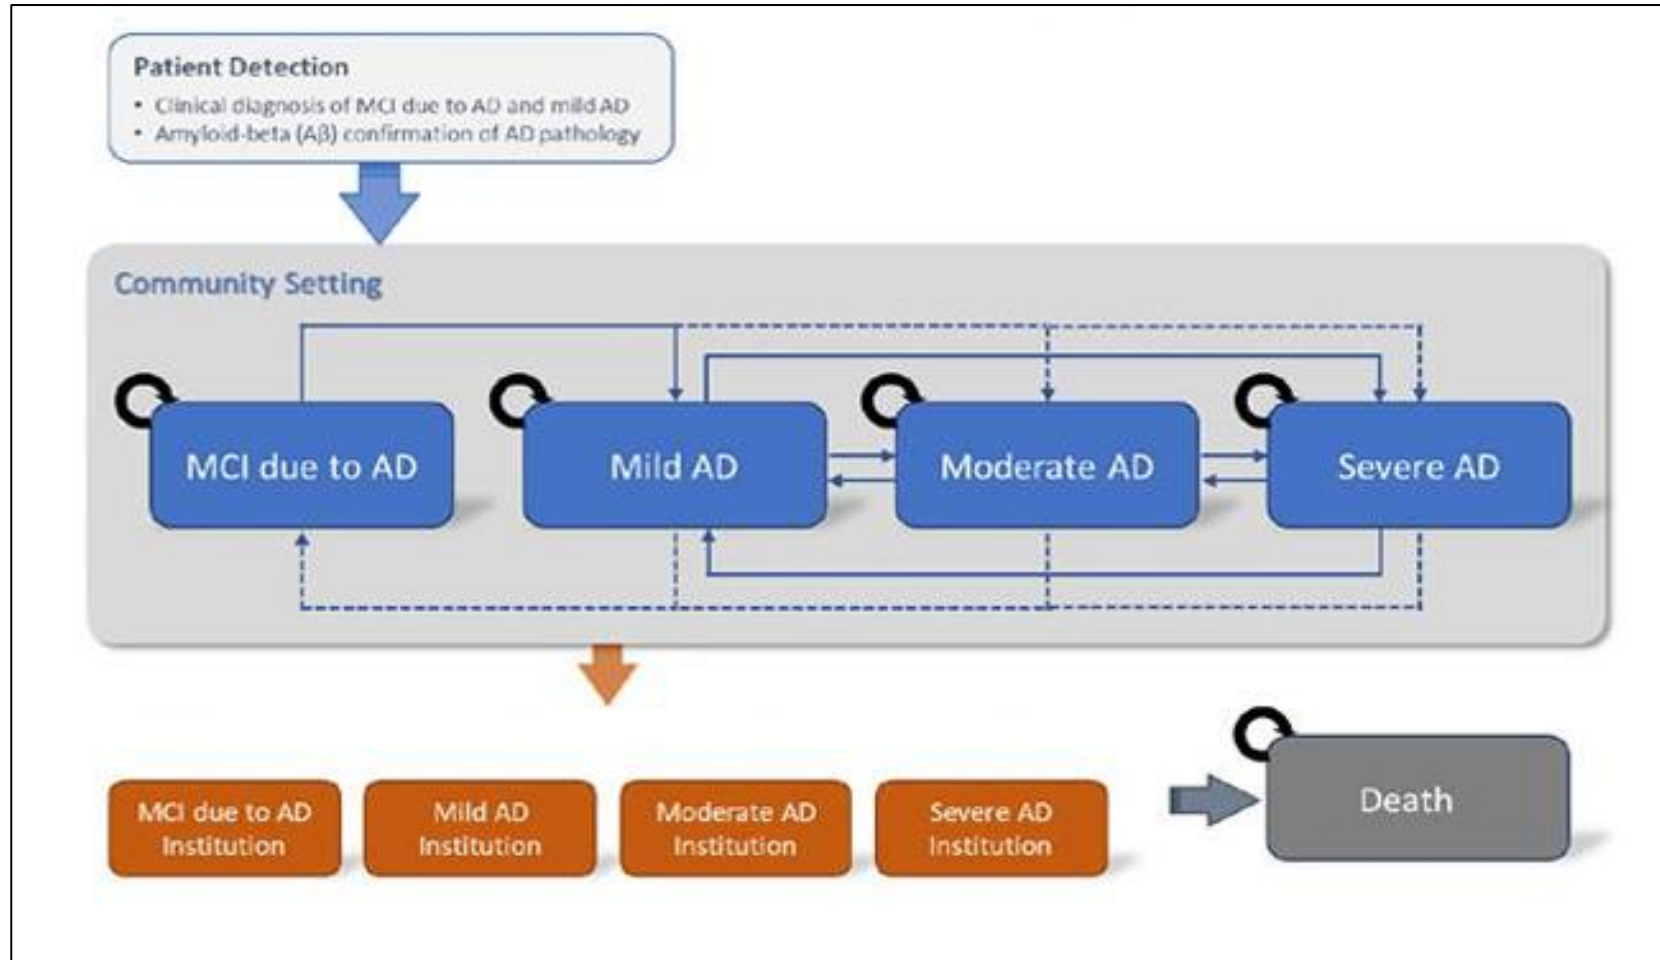 Patient Detection
• Clinical diagnosis of MCI due to AD and mild AD
• Amyloid-beta (Aβ) confirmation of AD pathology
Community Setting
MCI due to AD
Mild AD
Moderate AD
Severe AD
MCI due to AD
Institution
Mild AD
Institution
Moderate AD
Institution
Severe AD
Institution
Death